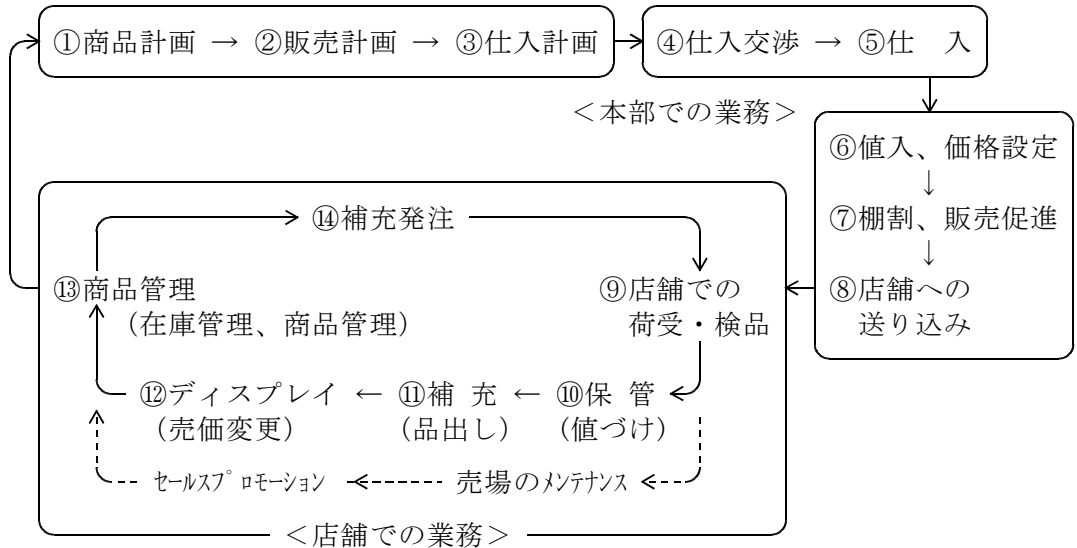 ①商品計画 → ②販売計画 → ③仕入計画
④仕入交渉 → ⑤仕　入
＜本部での業務＞
⑥値入、価格設定
↓
⑦棚割、販売促進
↓
⑧店舗への
送り込み
⑭補充発注
⑬商品管理
（在庫管理、商品管理）
⑨店舗での
荷受・検品
⑫ディスプレイ ← ⑪補 充 ← ⑩保 管
（売価変更）　（品出し）　（値づけ）
ｾｰﾙｽﾌﾟﾛﾓｰｼｮﾝ　売場のﾒﾝﾃﾅﾝｽ
＜店舗での業務＞